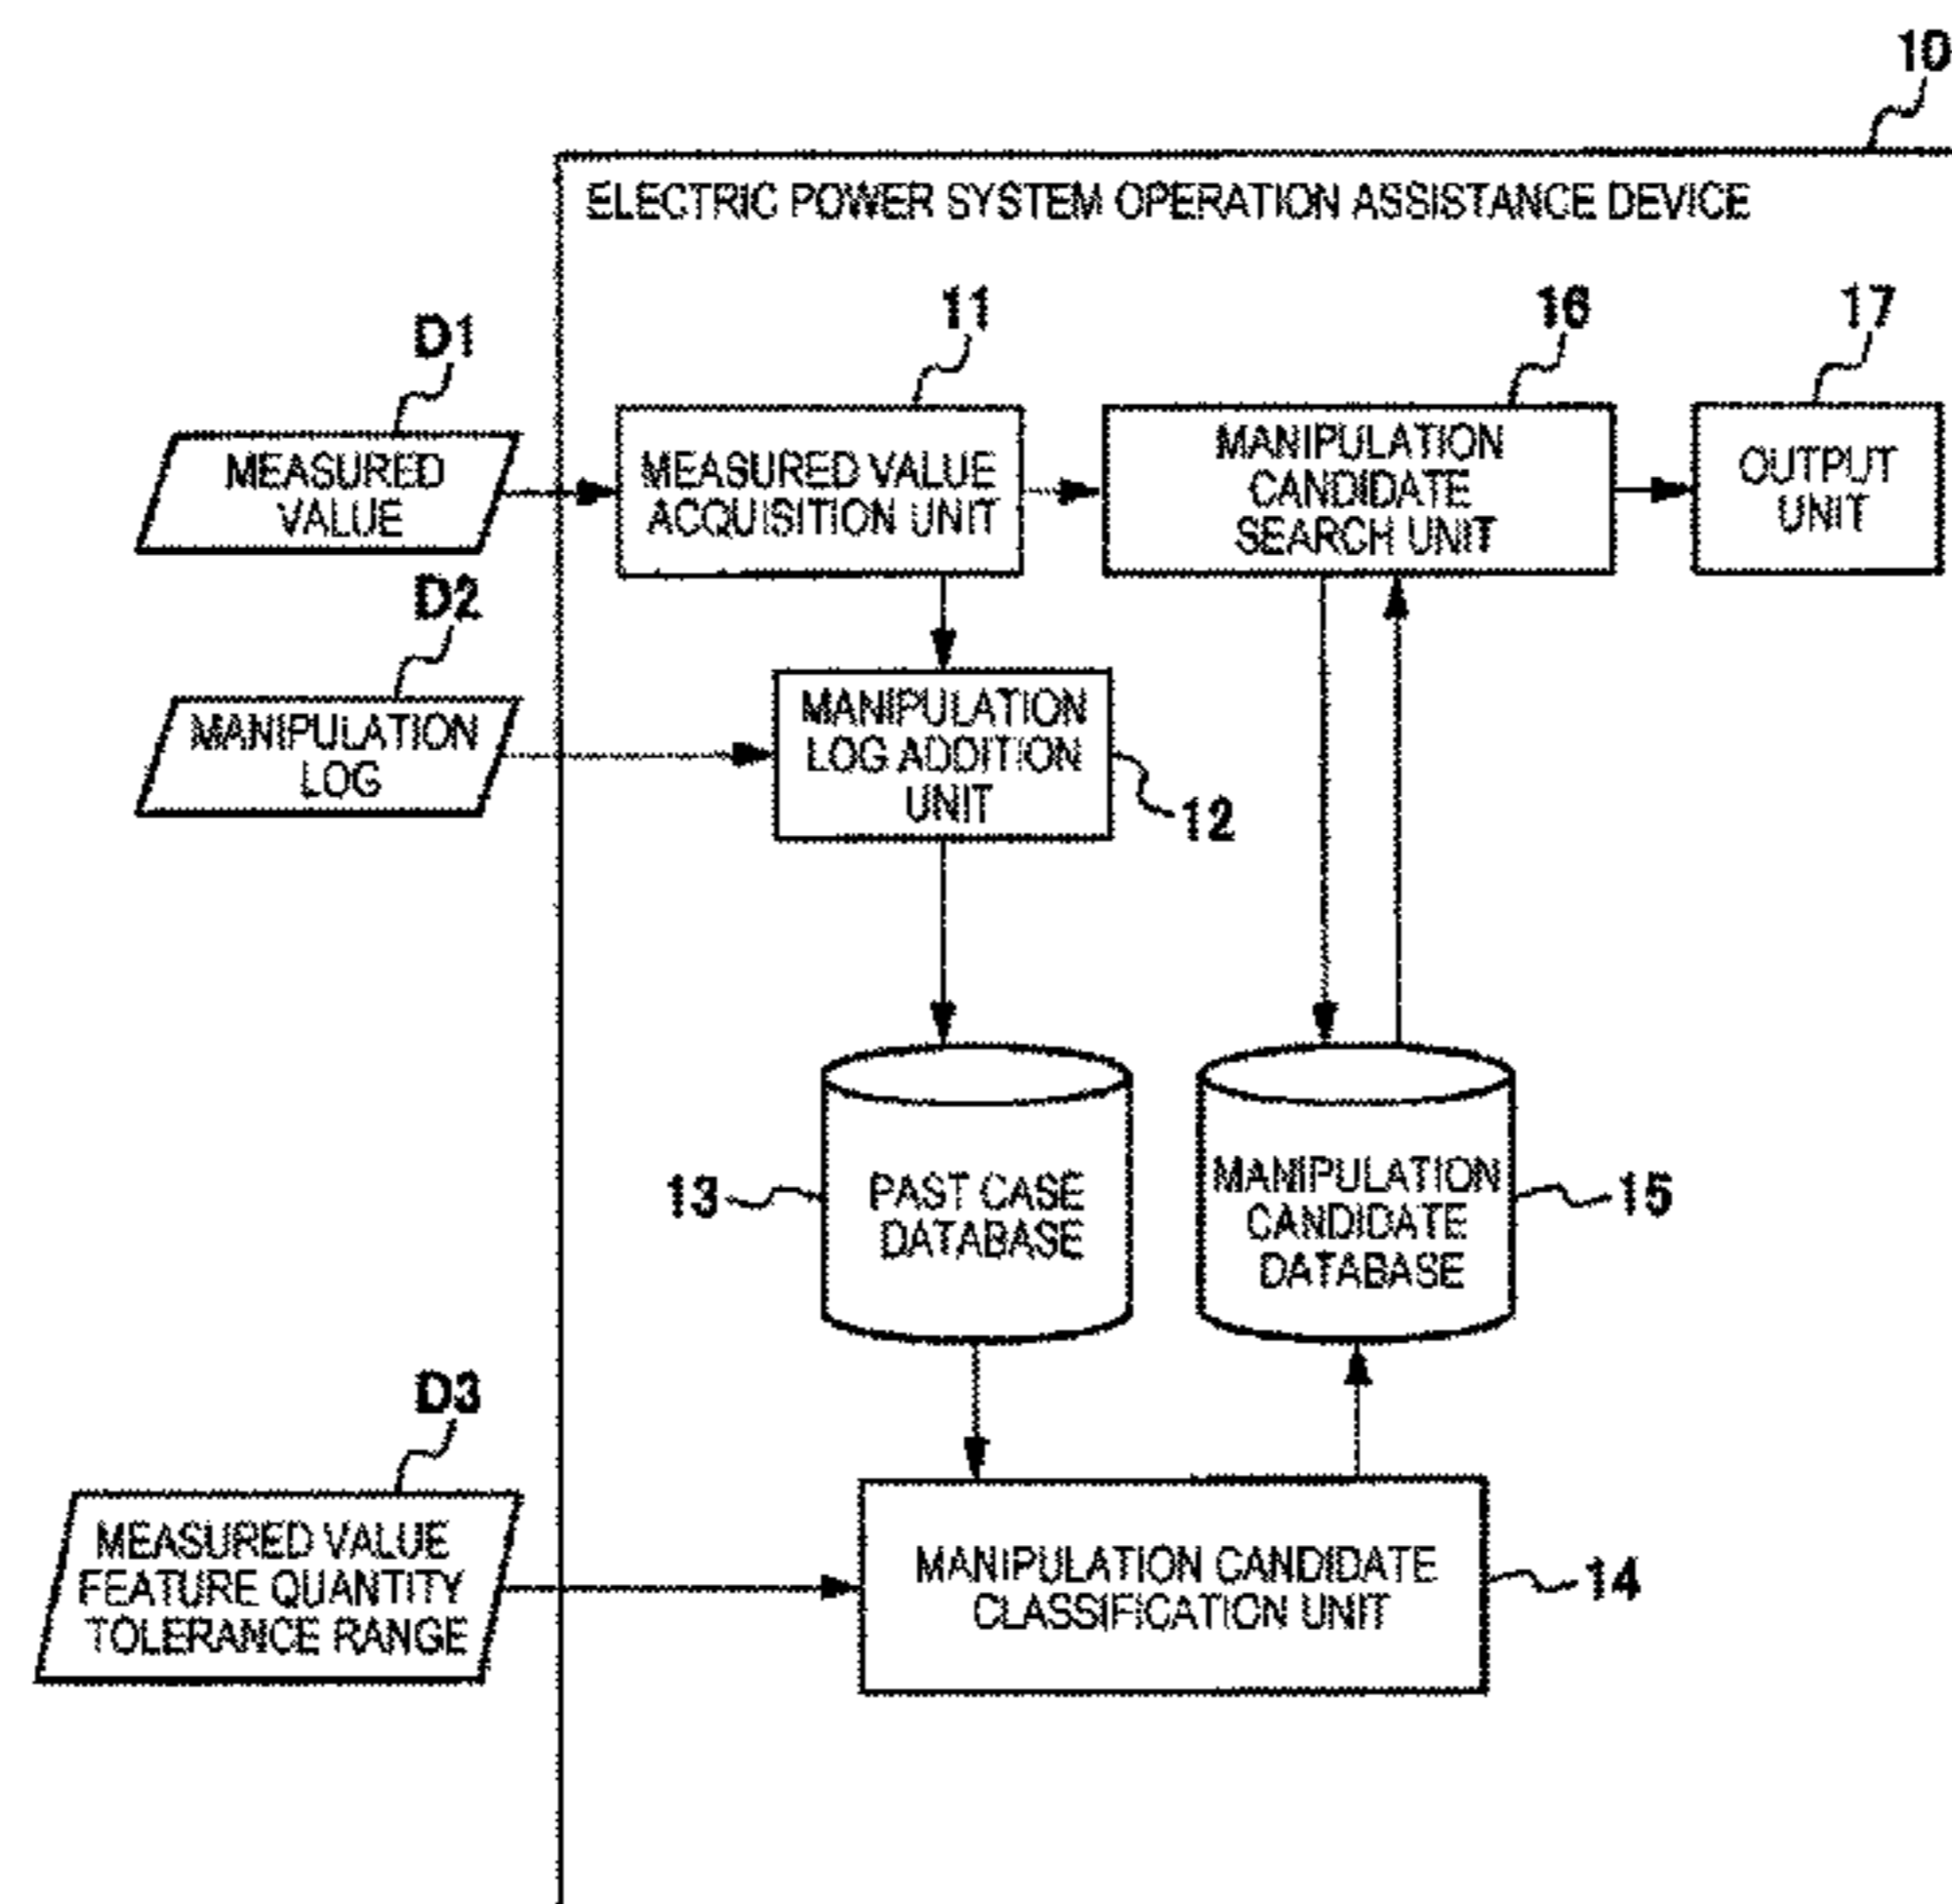 10
ELECTRIC POWER SYSTEM OPERATION ASSISTANCE DEVICE
D1
11
16
17
MEASURED
VALUE
MEASURED VALUE
ACQUISITION UNIT
MANIPULATION
CANDIDATE
SEARCH UNIT
OUTPUT
UNIT
D2
MANIPULATION
LOG
MANIPULATION
LOG ADDITION
UNIT
12
13
PAST CASE
DATABASE
MANIPULATION
CANDIDATE
DATABASE
15
D3
MEASURED VALUE
FEATURE QUANTITY
TOLERANCE RANGE
MANIPULATION CANDIDATE
CLASSIFICATION UNIT
14